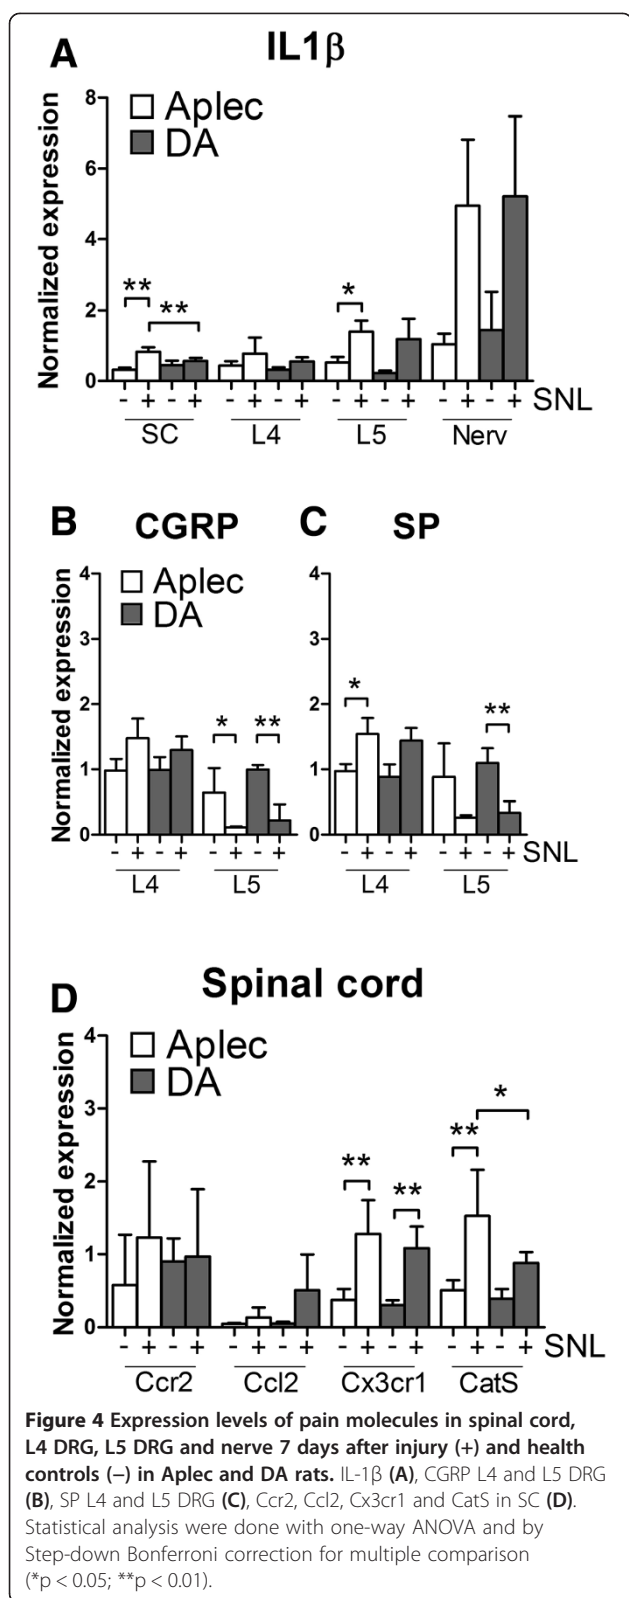 A
IL1β
Aplec
DA
Normalized expression
8
6
4
2
0
** ** *
- + - + - + - + - + - + - + - + SNL
SC L4 L5 Nerv
B CGRP
Aplec
DA
Normalized expression
4
3
2
1
0
* **
- + - + - + - +
L4 L5
C SP
4
3
2
1
0
* **
- + - + - + - + SNL
L4 L5
D Spinal cord
Aplec
DA
Normalized expression
4
3
2
1
0
** ** ** *
- + - + - + - + - + - + - + - + SNL
Ccr2 Ccl2 Cx3cr1 CatS
Figure 4 Expression levels of pain molecules in spinal cord,
L4 DRG, L5 DRG and nerve 7 days after injury (+) and health
controls (−) in Aplec and DA rats. IL-1β (A), CGRP L4 and L5 DRG
(B), SP L4 and L5 DRG (C), Ccr2, Ccl2, Cx3cr1 and CatS in SC (D).
Statistical analysis were done with one-way ANOVA and by
Step-down Bonferroni correction for multiple comparison
(*p < 0.05; **p < 0.01).